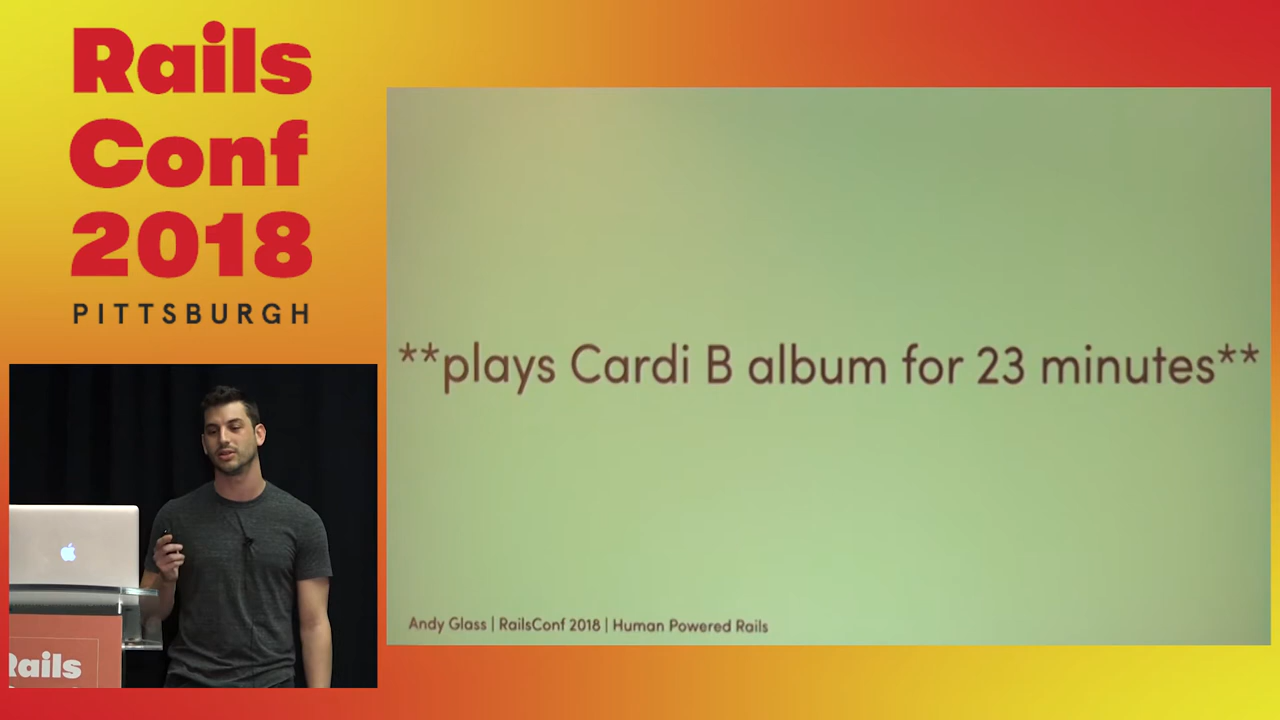 Rails
Conf
2018
PITTSBURGH
**plays Cardi B album for 23 minutes**
Andy Glass | RailsConf 2018 | Human Powered Rails
Rails